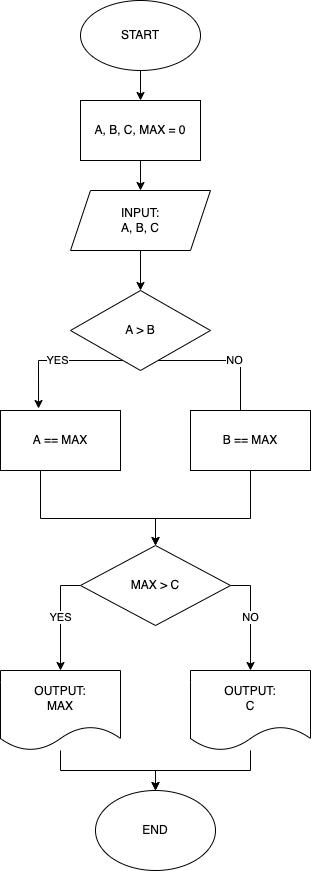 START
A, B, C, MAX = 0
INPUT:
A, B, C
A > B
YES
NO
A == MAX
B == MAX
MAX > C
YES
NO
OUTPUT:
MAX
OUTPUT:
C
END